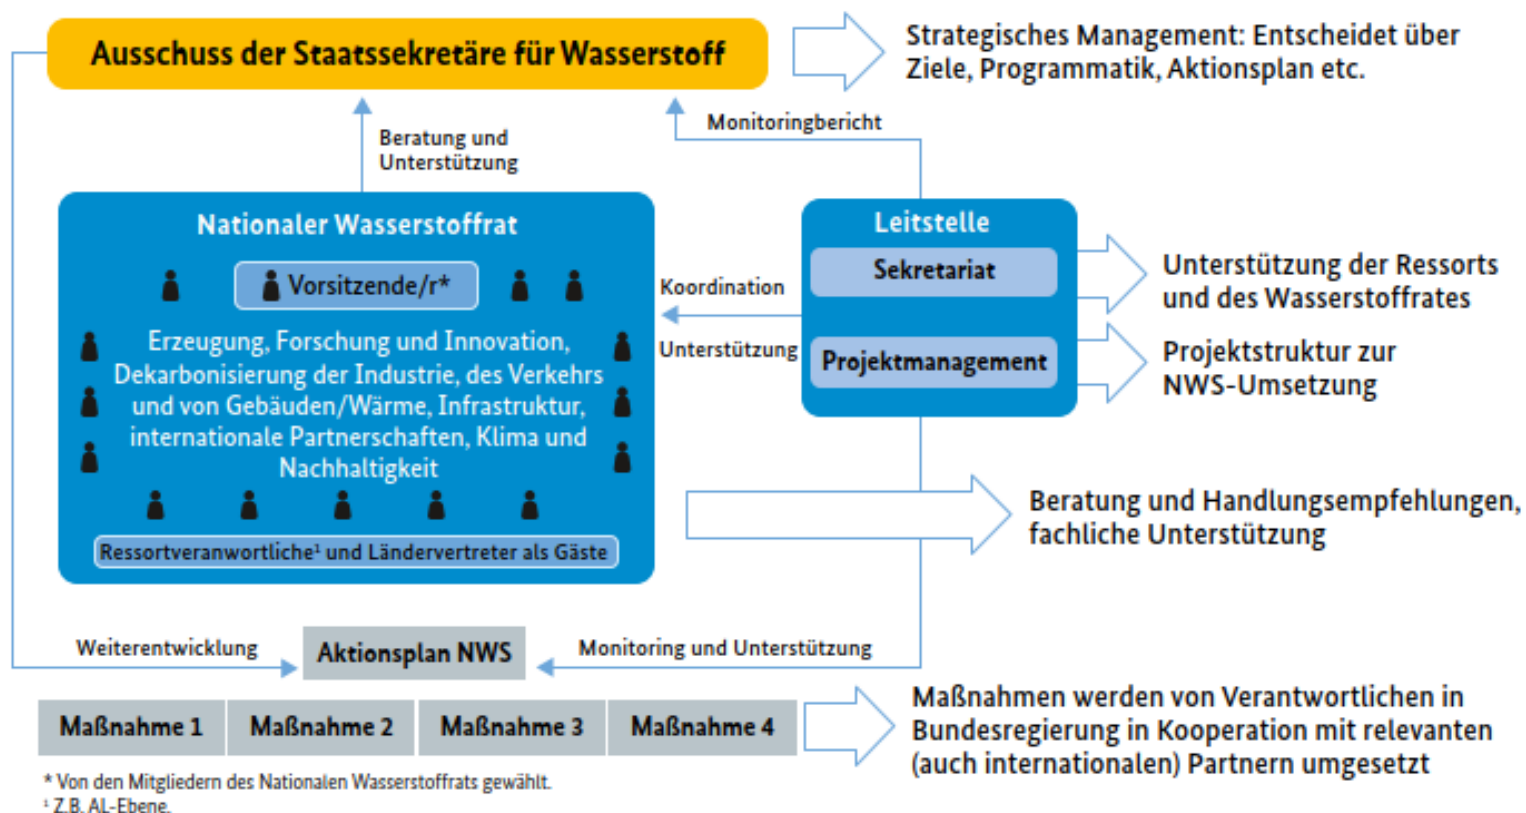 Ausschuss der Staatssekretäre für Wasserstoff
Strategisches Management: Entscheidet über
Ziele, Programmatik, Aktionsplan etc.
Beratung und
Unterstützung
Monitoringbericht
Nationaler Wasserstoffrat
Vorsitzende/r*
Erzeugung, Forschung und Innovation,
Dekarbonisierung der Industrie, des Verkehrs
und von Gebäuden/Wärme, Infrastruktur,
internationale Partnerschaften, Klima und
Nachhaltigkeit
Ressortveranwortliche¹ und Ländervertreter als Gäste
Koordination
Unterstützung
Leitstelle
Sekretariat
Projektmanagement
Unterstützung der Ressorts
und des Wasserstoffrates
Projektstruktur zur
NWS-Umsetzung
Beratung und Handlungsempfehlungen,
fachliche Unterstützung
Weiterentwicklung
Aktionsplan NWS
Monitoring und Unterstützung
Maßnahme 1
Maßnahme 2
Maßnahme 3
Maßnahme 4
Maßnahmen werden von Verantwortlichen in
Bundesregierung in Kooperation mit relevanten
(auch internationalen) Partnern umgesetzt
* Von den Mitgliedern des Nationalen Wasserstoffrats gewählt.
¹ Z.B. AL-Ebene.